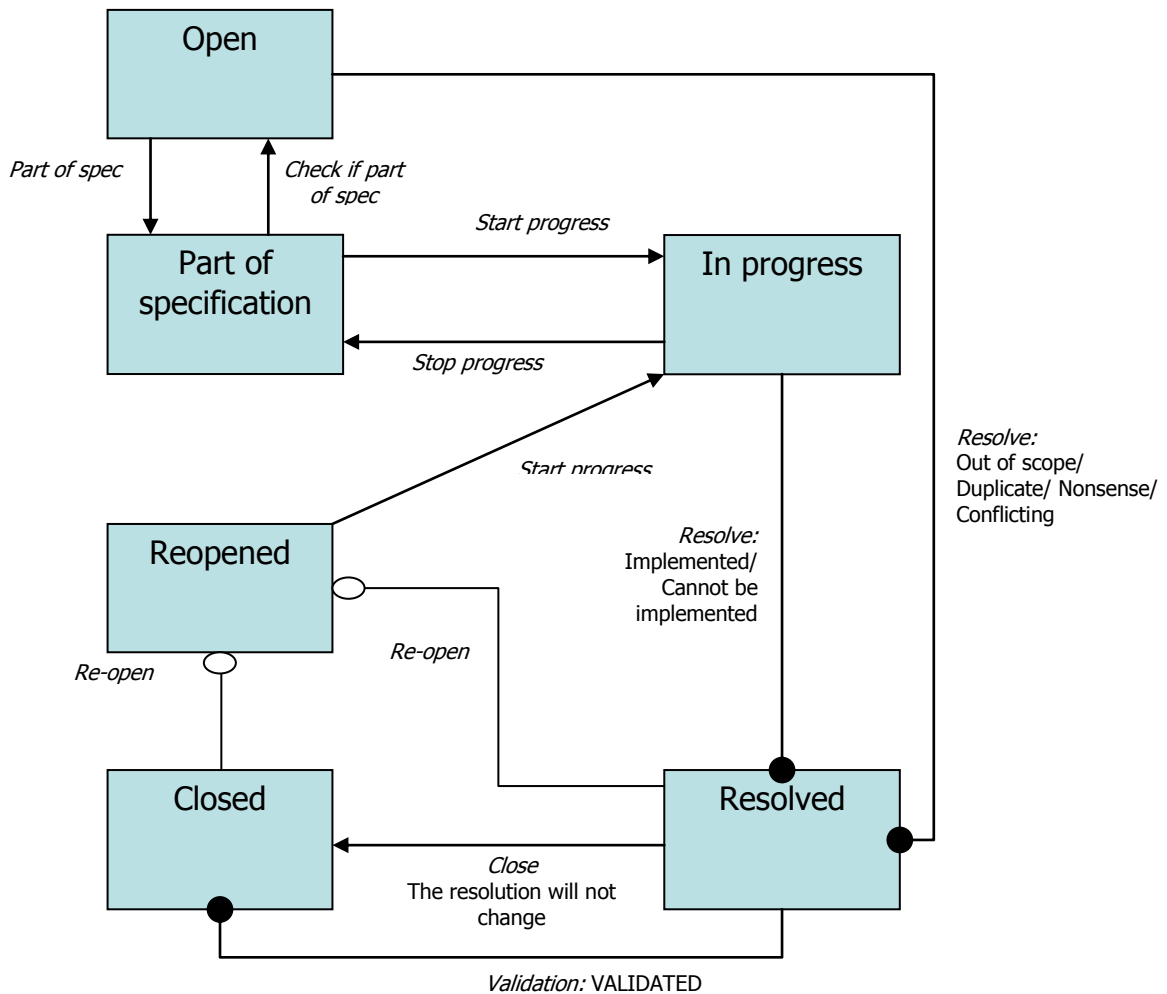 Open
Part of spec
Check if part
of spec
Start progress
Part of
specification
In progress
Stop progress
Start progress
Resolve:
Out of scope/
Duplicate/ Nonsense/
Conflicting
Reopened
Resolve:
Implemented/
Cannot be
implemented
Re-open
Re-open
Closed
Resolved
Close
The resolution will not
change
Validation: VALIDATED